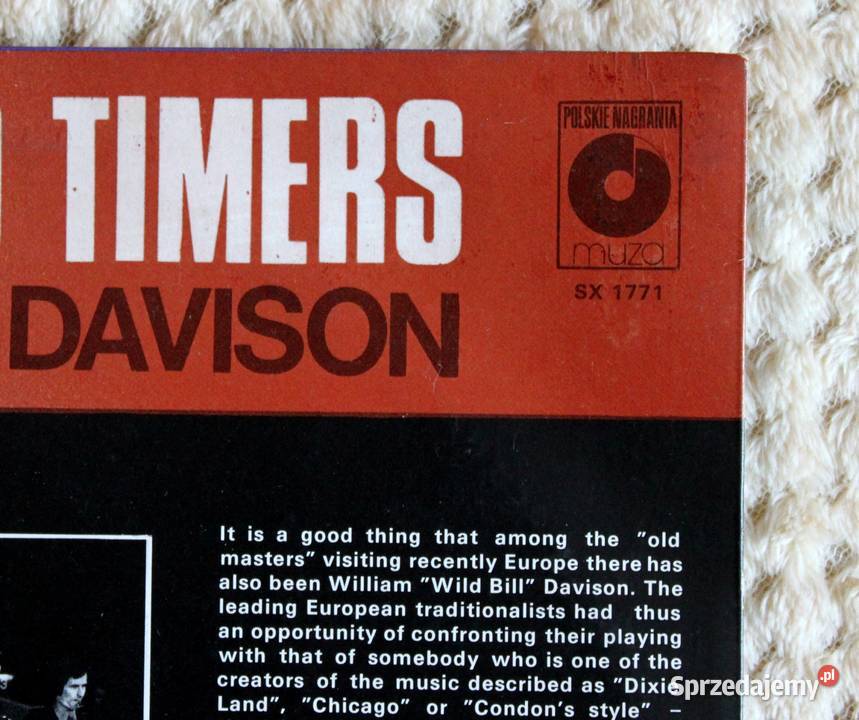 TIMERS
DAVISON
POLSKIE NAGRANIA
muza
SX 1771
It is a good thing that among the "old
masters" visiting recently Europe there has
also been William "Wild Bill" Davison. The
leading European traditionalists had thus
an opportunity of confronting their playing
with that of somebody who is one of the
creators of the music described as "Dixie
Land", "Chicago" or "Condon's style" –
Sprzedajemy.pl